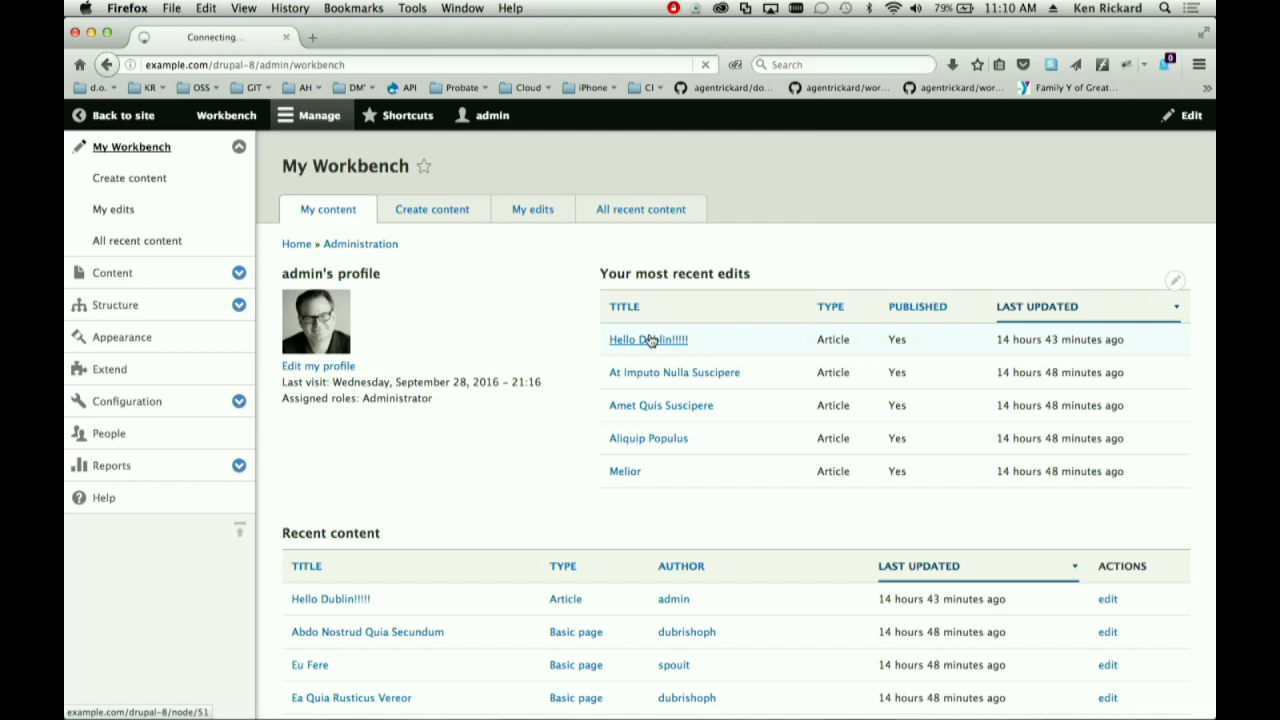 Firefox File Edit View History Bookmarks Tools Window Help 79% 11:10 AM Ken Rickard
Connecting...
example.com/drupal-8/admin/workbench Search 0
d.o. KR OSS GIT AH DM' API Probate Cloud iPhone CI agentrickard/do... agentrickard/wor... agentrickard/wor... Family Y of Great...
Back to site Workbench Manage Shortcuts admin Edit
My Workbench
Create content
My edits
All recent content
Content
Structure
Appearance
Extend
Configuration
People
Reports
Help
My Workbench
My content Create content My edits All recent content
Home » Administration
admin's profile
Edit my profile
Last visit: Wednesday, September 28, 2016 - 21:16
Assigned roles: Administrator
Your most recent edits
TITLE TYPE PUBLISHED LAST UPDATED
Hello Dublin!!!!! Article Yes 14 hours 43 minutes ago
At Imputo Nulla Suscipere Article Yes 14 hours 48 minutes ago
Amet Quis Suscipere Article Yes 14 hours 48 minutes ago
Aliquip Populus Article Yes 14 hours 48 minutes ago
Melior Article Yes 14 hours 48 minutes ago
Recent content
TITLE TYPE AUTHOR LAST UPDATED ACTIONS
Hello Dublin!!!!! Article admin 14 hours 43 minutes ago edit
Abdo Nostrud Quia Secundum Basic page dubrishoph 14 hours 48 minutes ago edit
Eu Fere Basic page spouit 14 hours 48 minutes ago edit
Ea Quia Rusticus Vereor Basic page dubrishoph 14 hours 48 minutes ago edit
example.com/drupal-8/node/51